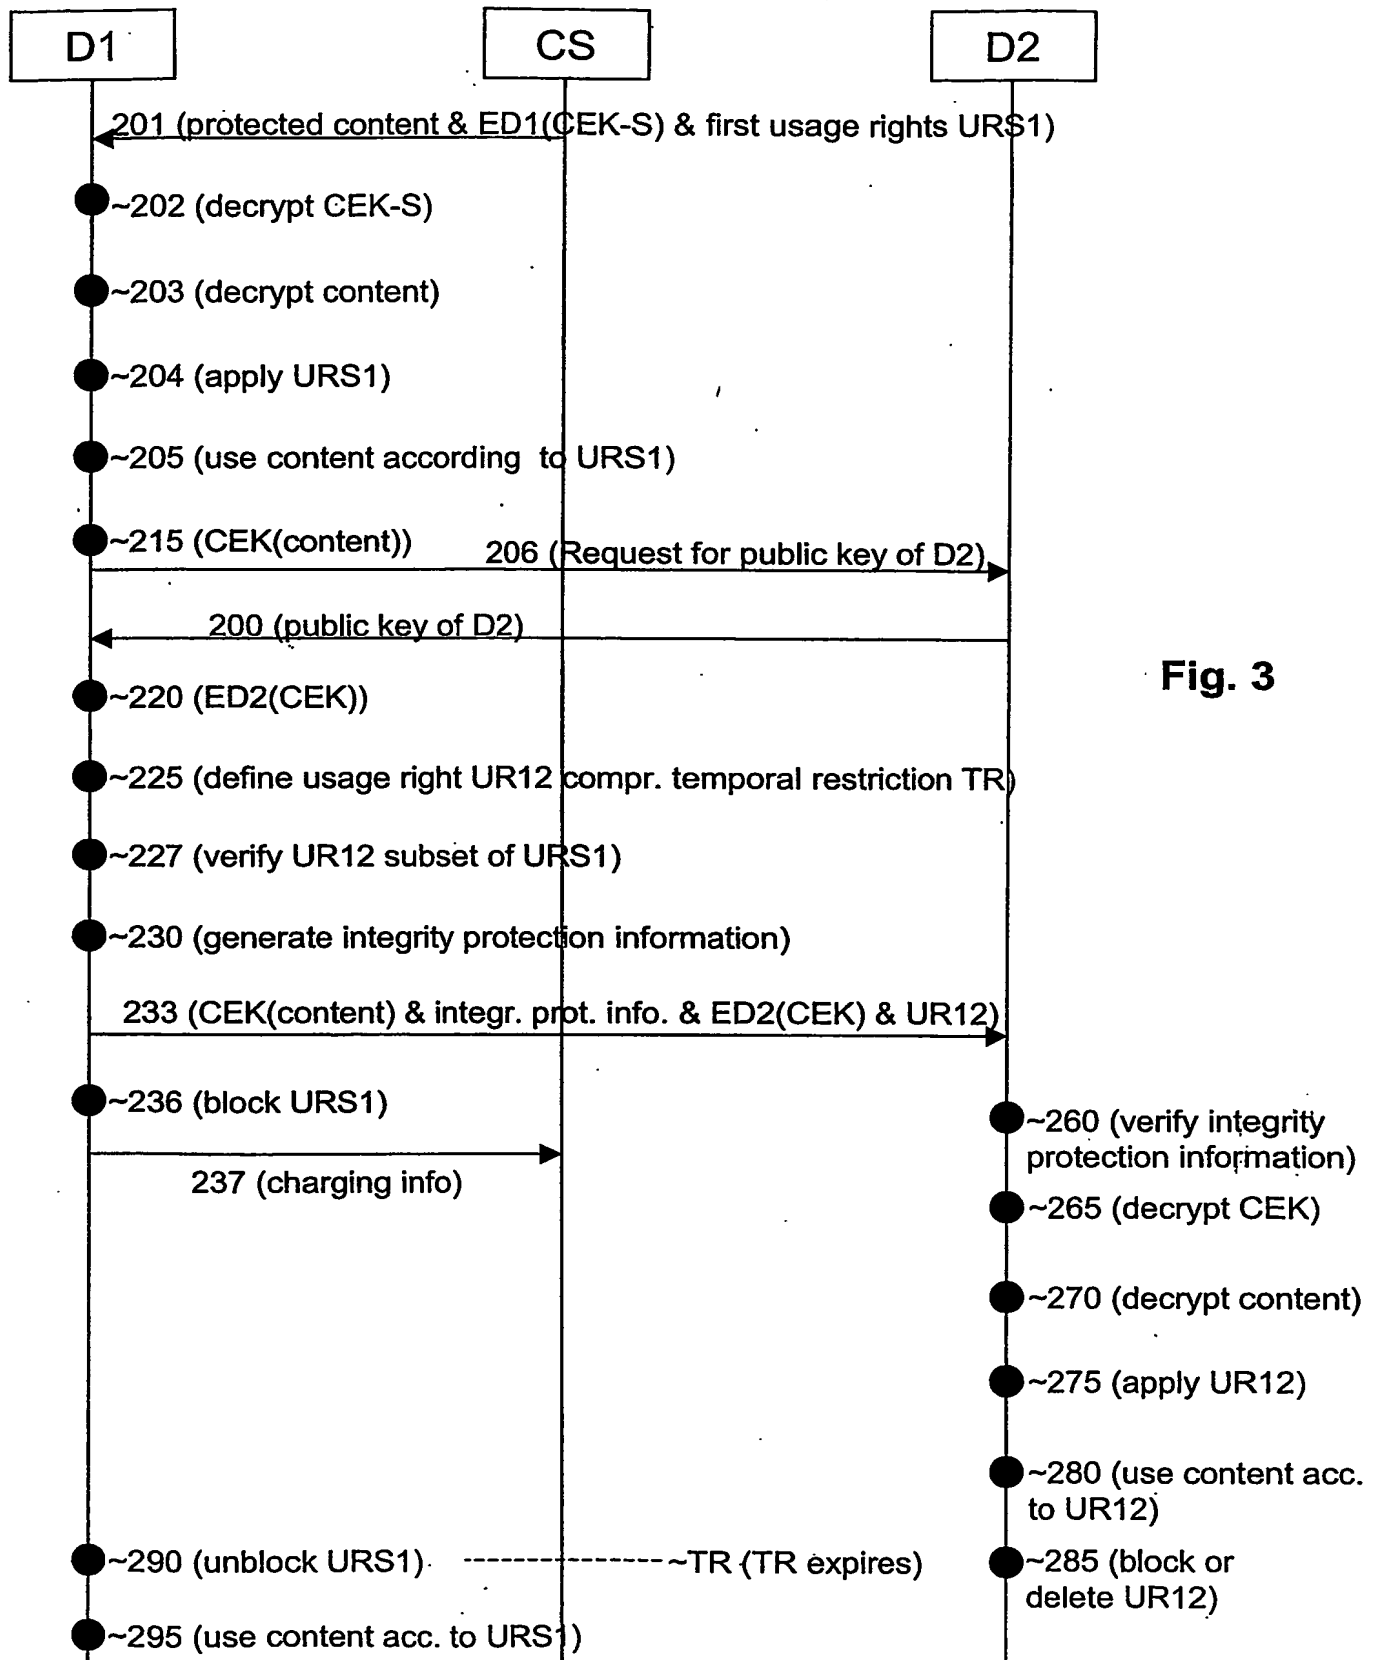 D1
CS
D2
201 (protected content & ED1(CEK-S) & first usage rights URS1)
~202 (decrypt CEK-S)
~203 (decrypt content)
~204 (apply URS1)
~205 (use content according to URS1)
~215 (CEK(content))
206 (Request for public key of D2)
200 (public key of D2)
Fig. 3
~220 (ED2(CEK))
~225 (define usage right UR12 compr. temporal restriction TR)
~227 (verify UR12 subset of URS1)
~230 (generate integrity protection information)
233 (CEK(content) & integr. prot. info. & ED2(CEK) & UR12)
~236 (block URS1)
~260 (verify integrity
protection information)
237 (charging info)
~265 (decrypt CEK)
~270 (decrypt content)
~275 (apply UR12)
~280 (use content acc.
to UR12)
~290 (unblock URS1)
~TR (TR expires)
~285 (block or
delete UR12)
~295 (use content acc. to URS1)